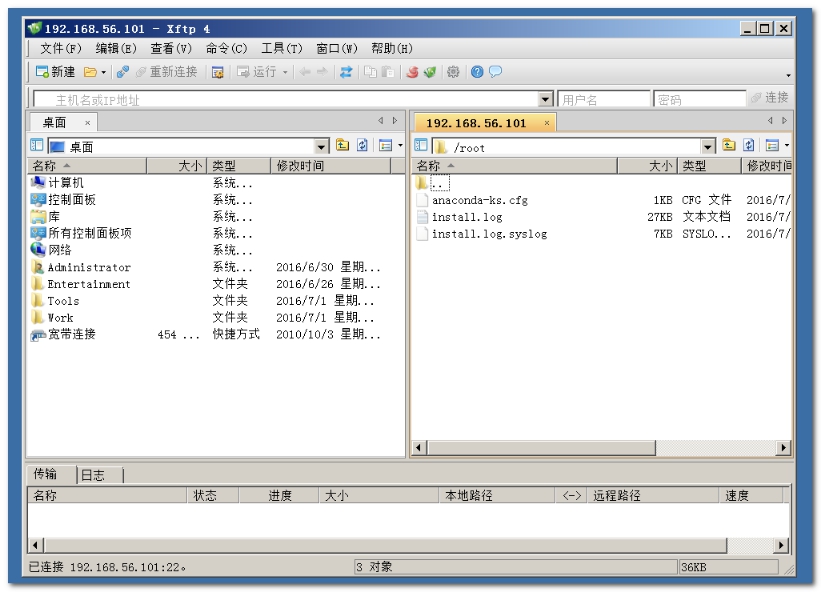 192.168.56.101 - Xftp 4
文件(F) 编辑(E) 查看(V) 命令(C) 工具(T) 窗口(W) 帮助(H)
新建 重新连接 运行
主机名或IP地址 用户名 密码 连接
桌面 × 192.168.56.101 ×
桌面 /root
名称 大小 类型 修改时间 名称 大小 类型 修改时间
计算机 系统... ..
控制面板 系统... anaconda-ks.cfg 1KB CFG 文件 2016/7/
库 系统... install.log 27KB 文本文档 2016/7/
所有控制面板项 系统... install.log.syslog 7KB SYSLO... 2016/7/
网络 系统...
Administrator 系统... 2016/6/30 星期...
Entertainment 文件夹 2016/6/26 星期...
Tools 文件夹 2016/7/1 星期...
Work 文件夹 2016/7/1 星期...
宽带连接 454 ... 快捷方式 2010/10/3 星期...
传输 日志
名称 状态 进度 大小 本地路径 <-> 远程路径 速度
已连接 192.168.56.101:22。 3 对象 36KB